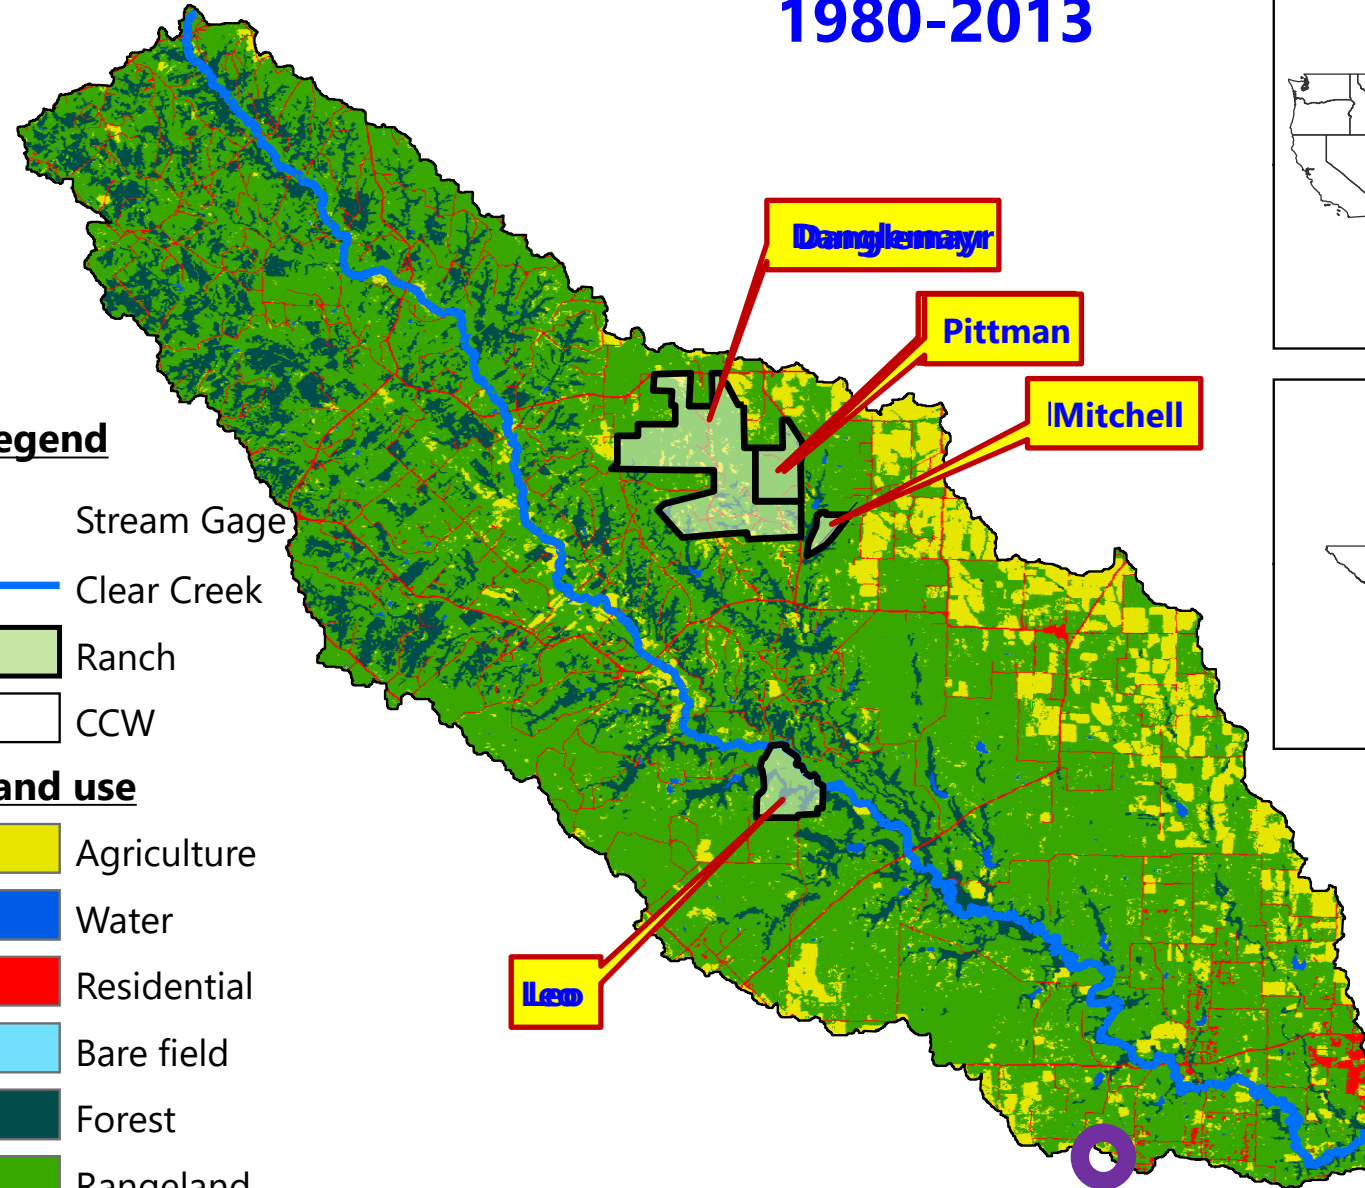 1980-2013
Danglemayr
Pittman
Mitchell
egend
Stream Gage
Clear Creek
Ranch
CCW
and use
Agriculture
Water
Leo
Residential
Bare field
Forest
Rangeland